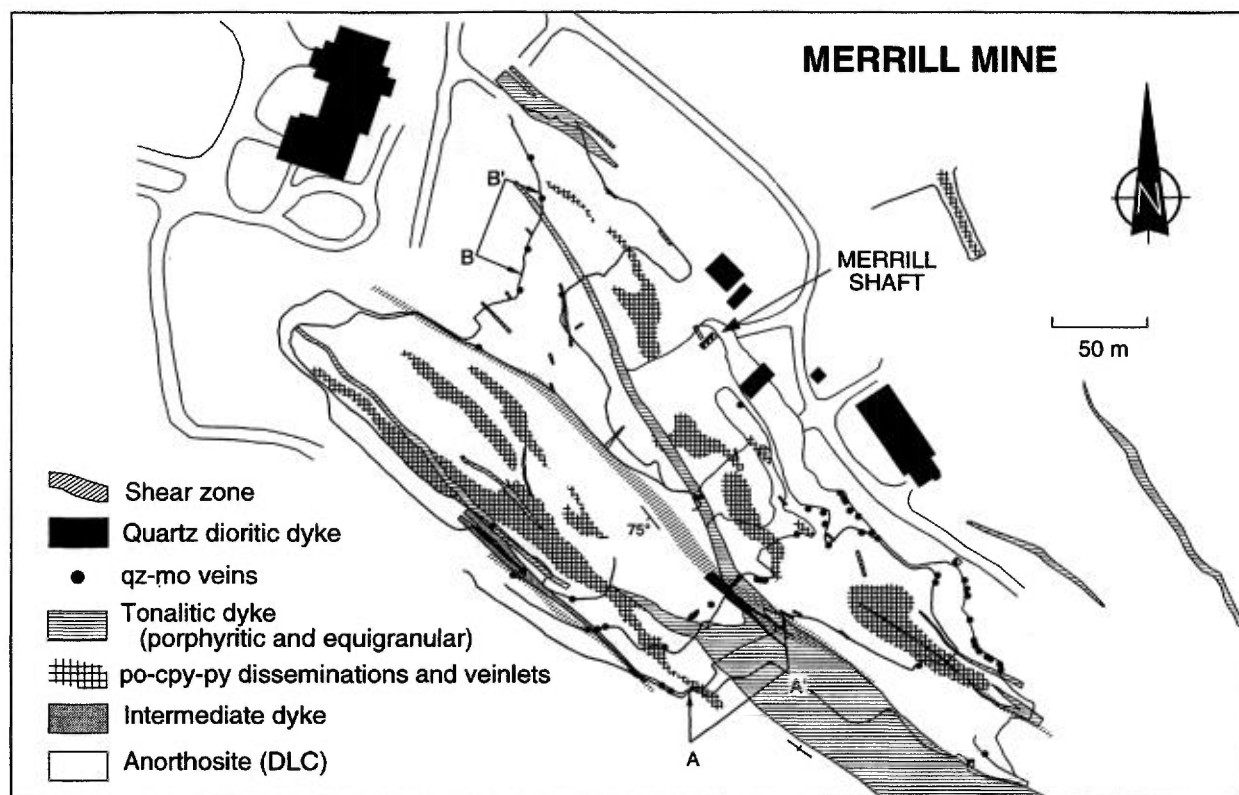 MERRILL MINE
N
B'
B
MERRILL
SHAFT
50 m
75°
A'
A
Shear zone
Quartz dioritic dyke
qz-mo veins
Tonalitic dyke
(porphyritic and equigranular)
po-cpy-py disseminations and veinlets
Intermediate dyke
Anorthosite (DLC)